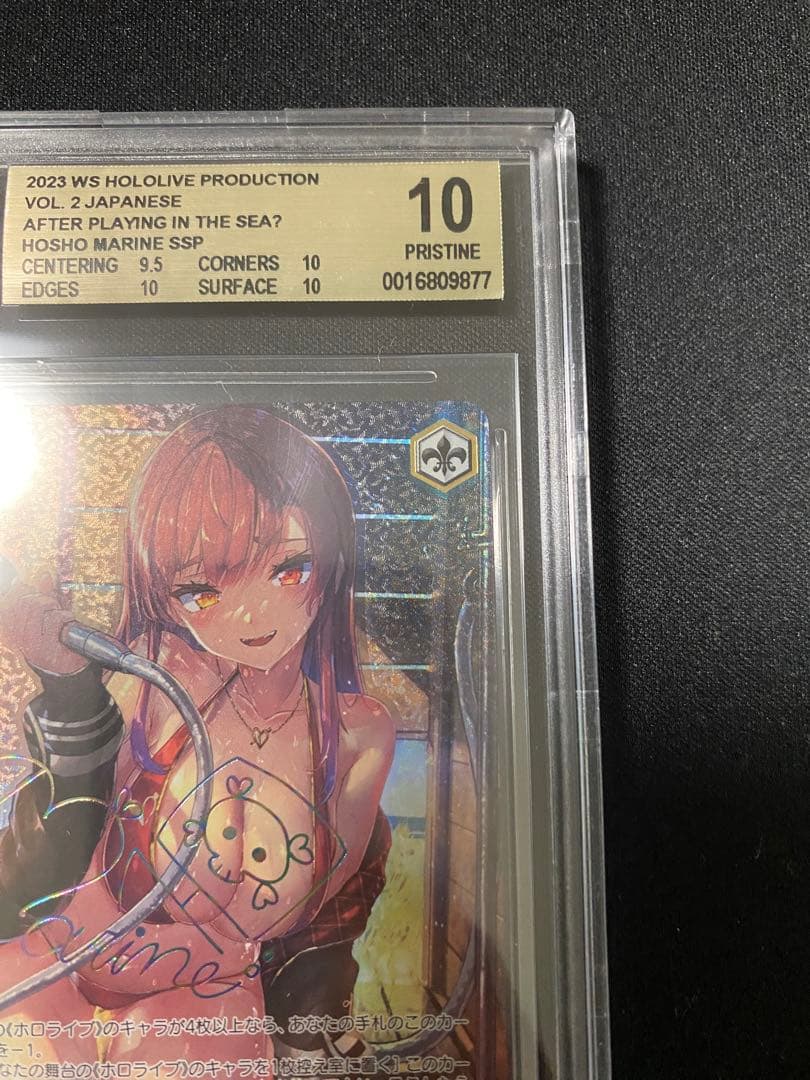 2023 WS HOLOLIVE PRODUCTION
VOL. 2 JAPANESE
AFTER PLAYING IN THE SEA?
HOSHO MARINE SSP
CENTERING 9.5 CORNERS 10
EDGES 10 SURFACE 10
10
PRISTINE
0016809877
arine
《ホロライブ》のキャラが4枚以上なら、あなたの手札のこのカー
を-1。
なたの舞台の《ホロライブ》のキャラを1枚控え室に置く] このカー